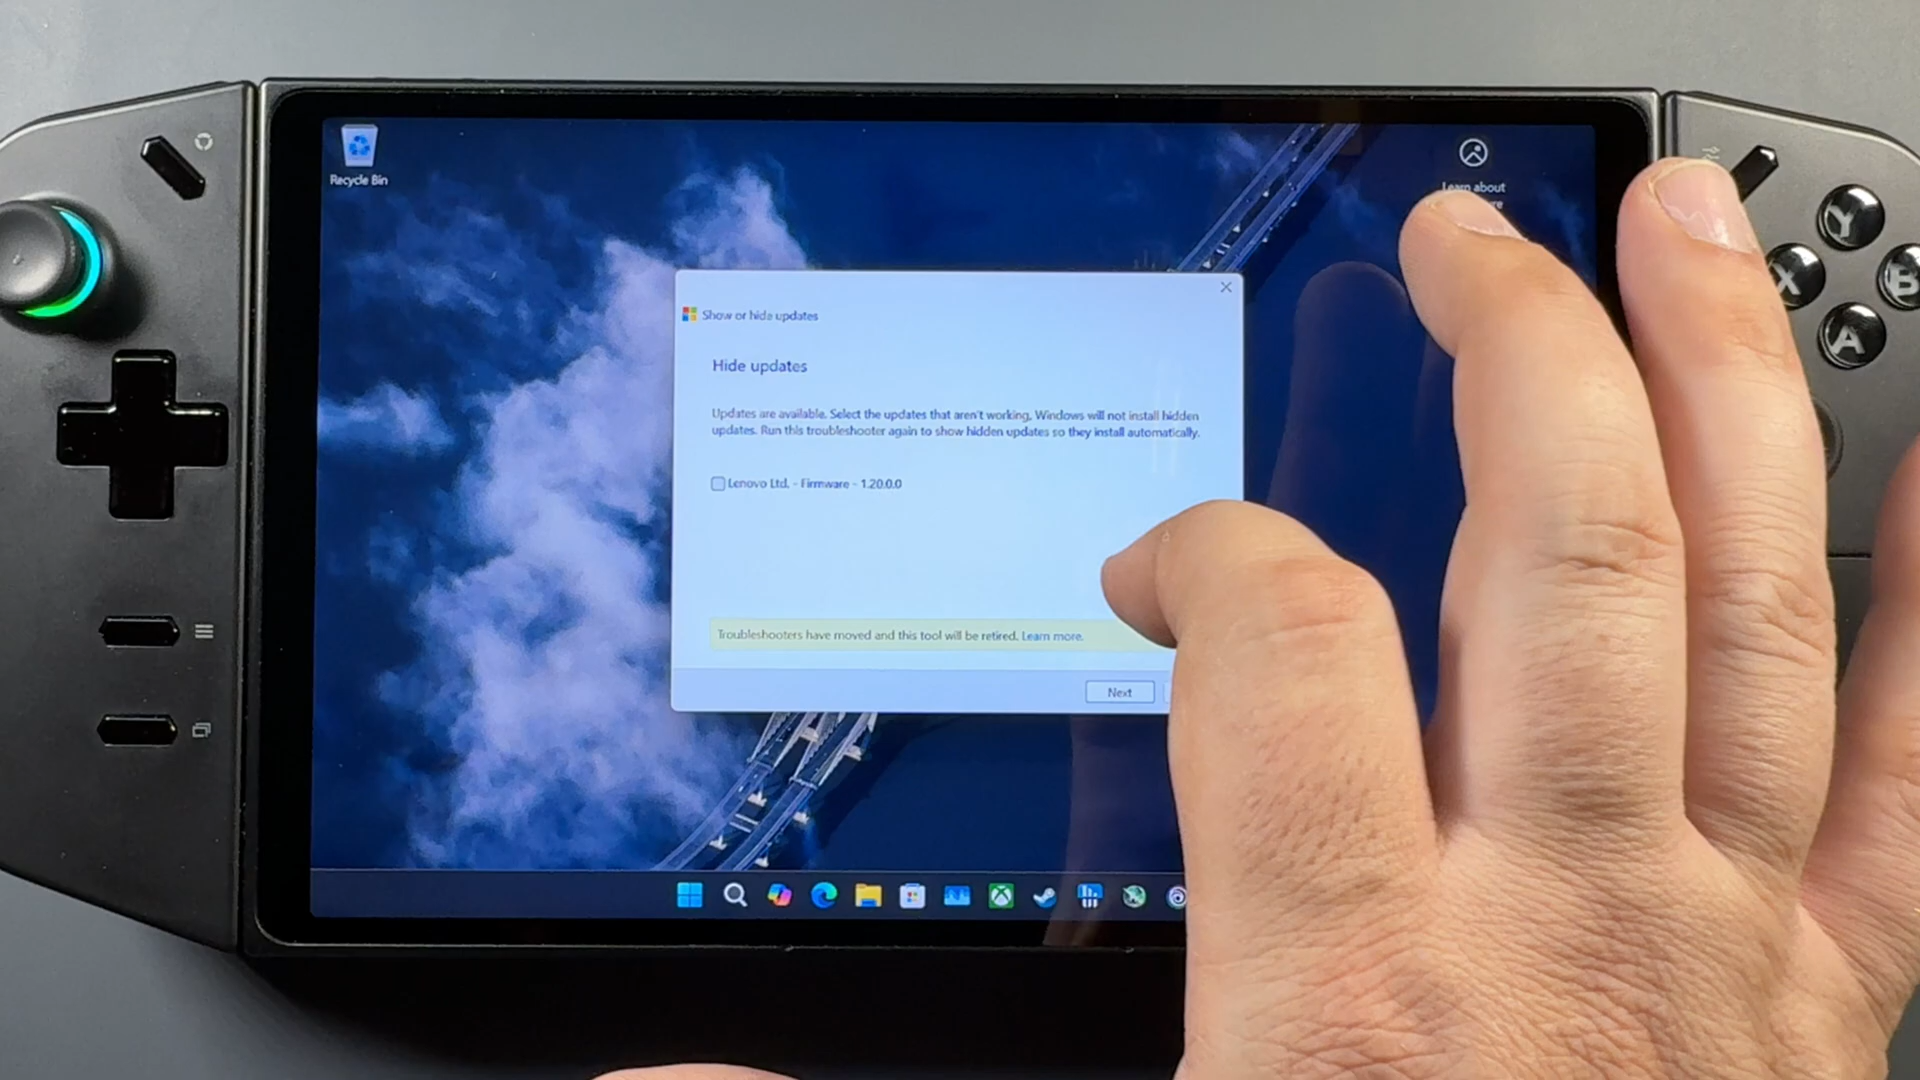 Recycle Bin
Learn about
re
Show or hide updates
Hide updates
Updates are available. Select the updates that aren't working, Windows will not install hidden
updates. Run this troubleshooter again to show hidden updates so they install automatically.
Lenovo Ltd. - Firmware - 1.20.0.0
Troubleshooters have moved and this tool will be retired. Learn more.
Next
Y
X
B
A